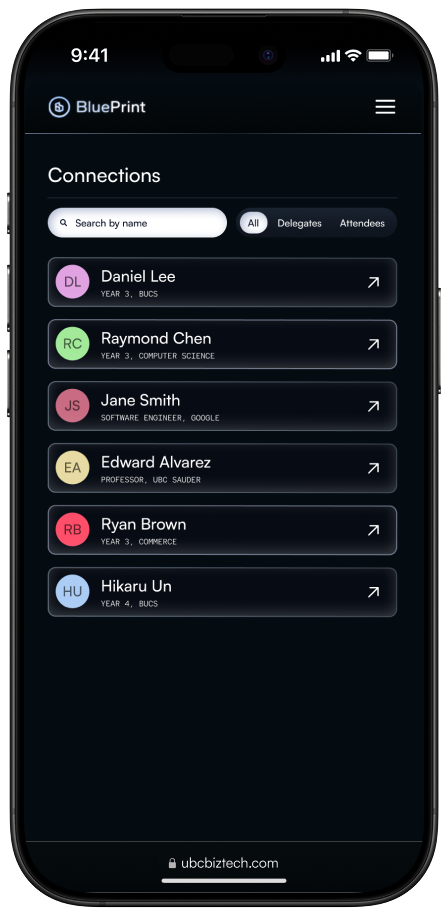 9:41
BluePrint
Connections
Search by name
All Delegates Attendees
DL Daniel Lee
YEAR 3, BUCS
RC Raymond Chen
YEAR 3, COMPUTER SCIENCE
JS Jane Smith
SOFTWARE ENGINEER, GOOGLE
EA Edward Alvarez
PROFESSOR, UBC SAUDER
RB Ryan Brown
YEAR 3, COMMERCE
HU Hikaru Un
YEAR 4, BUCS
ubcbiztech.com